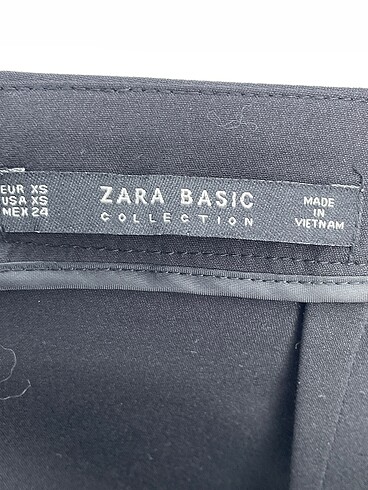 EUR XS
USA XS
MEX 24
ZARA BASIC
COLLECTION
MADE
IN
VIETNAM